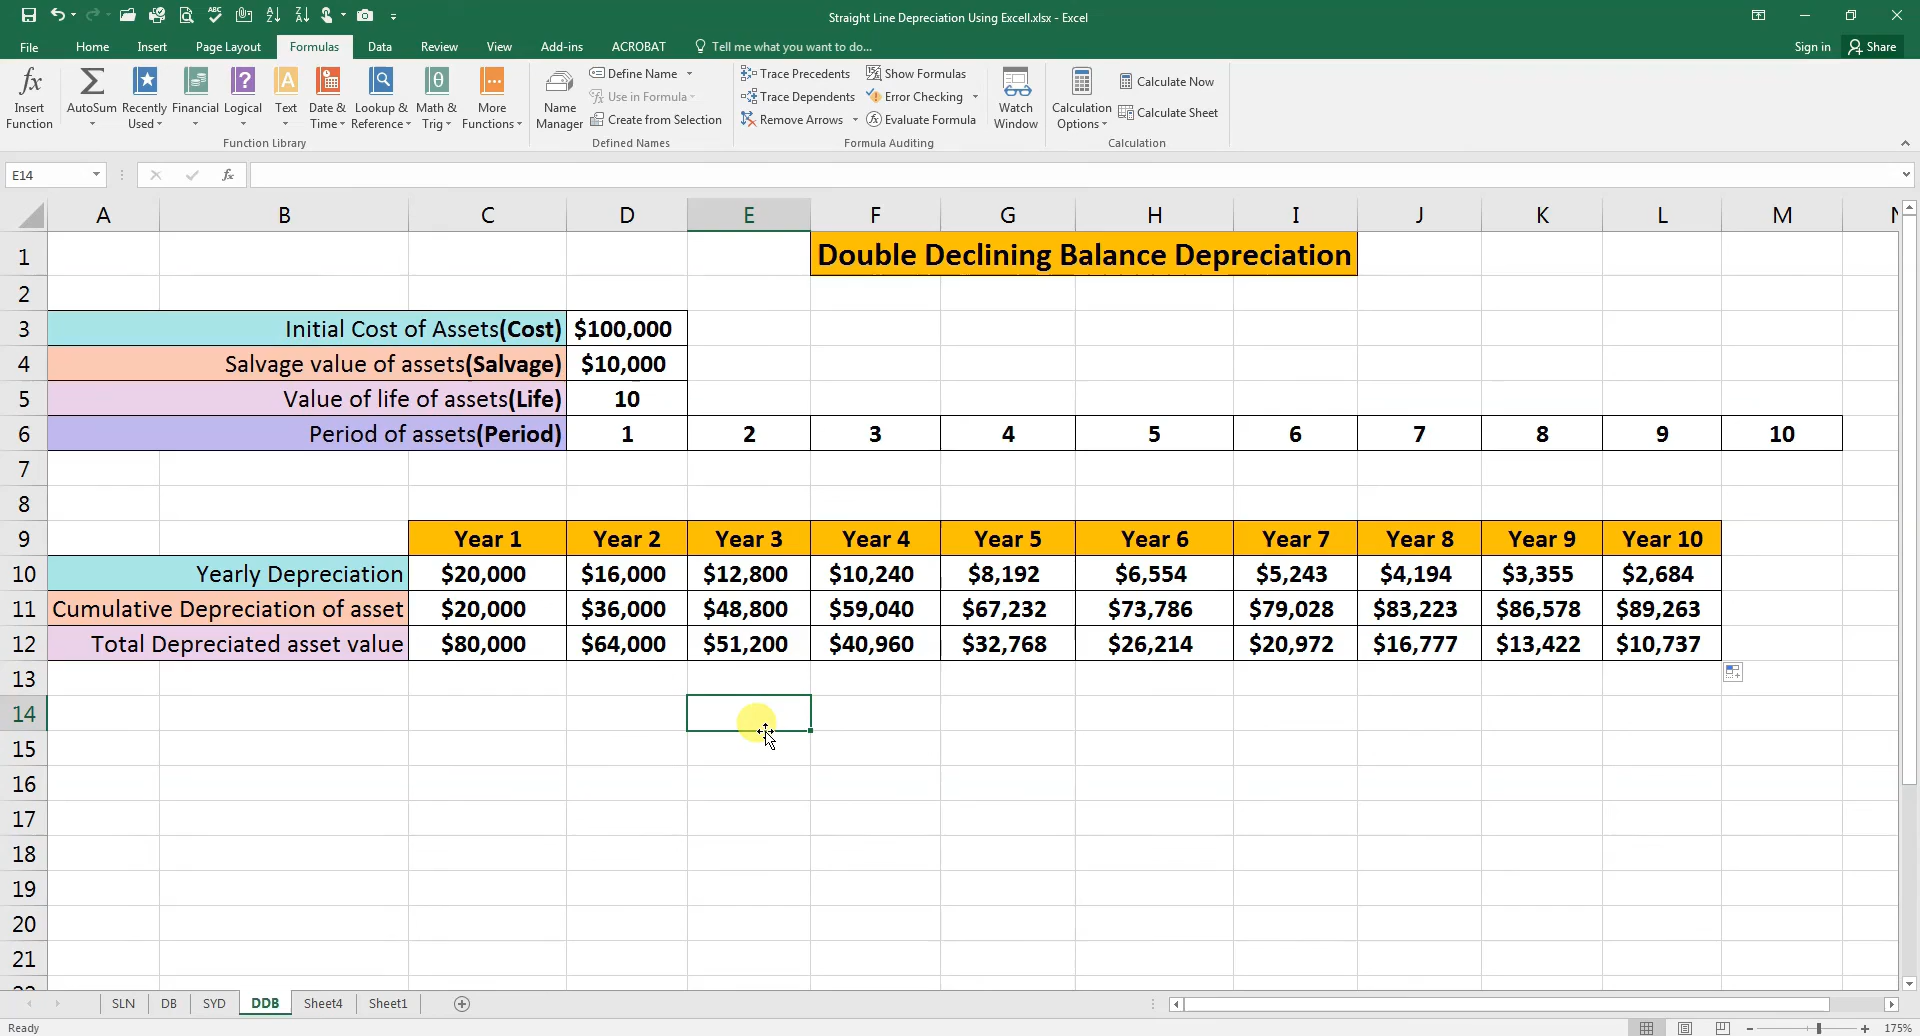 Straight Line Depreciation Using Excell.xlsx - Excel
File Home Insert Page Layout Formulas Data Review View Add-ins ACROBAT Tell me what you want to do... Sign in Share
Insert Function AutoSum Recently Used Financial Logical Text Date & Time Lookup & Reference Math & Trig More Functions
Function Library
Name Manager Define Name Use in Formula Create from Selection
Defined Names
Trace Precedents Show Formulas
Trace Dependents Error Checking
Remove Arrows Evaluate Formula
Formula Auditing
Watch Window
Calculation Options Calculate Now Calculate Sheet
Calculation
E14 fx
A B C D E F G H I J K L M N
1 Double Declining Balance Depreciation
2
3 Initial Cost of Assets(Cost) $100,000
4 Salvage value of assets(Salvage) $10,000
5 Value of life of assets(Life) 10
6 Period of assets(Period) 1 2 3 4 5 6 7 8 9 10
7
8
9 Year 1 Year 2 Year 3 Year 4 Year 5 Year 6 Year 7 Year 8 Year 9 Year 10
10 Yearly Depreciation $20,000 $16,000 $12,800 $10,240 $8,192 $6,554 $5,243 $4,194 $3,355 $2,684
11 Cumulative Depreciation of asset $20,000 $36,000 $48,800 $59,040 $67,232 $73,786 $79,028 $83,223 $86,578 $89,263
12 Total Depreciated asset value $80,000 $64,000 $51,200 $40,960 $32,768 $26,214 $20,972 $16,777 $13,422 $10,737
13
14
15
16
17
18
19
20
21
22
SLN DB SYD DDB Sheet4 Sheet1
Ready 175%